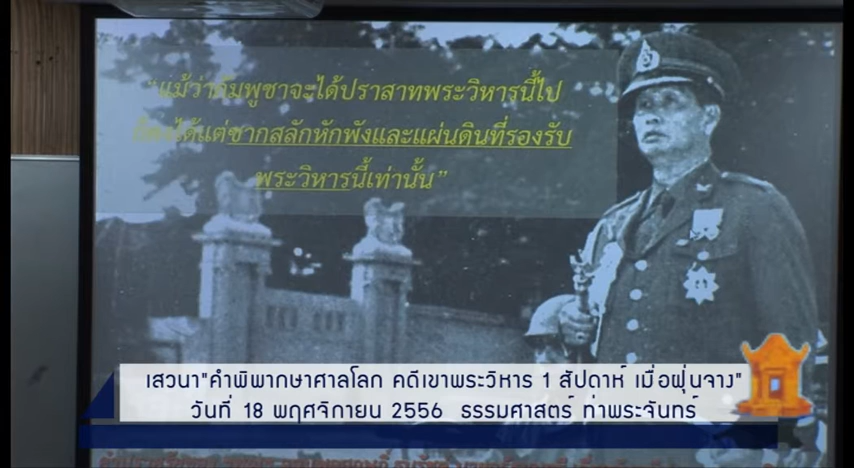 "แม้ว่ากัมพูชาจะได้ปราสาทพระวิหารนี้ไป
ได้แต่ซากสลักหักพังและแผ่นดินที่รองรับ
พระวิหารนี้เท่านั้น"
เสวนา"คำพิพากษาศาลโลก คดีเขาพระวิหาร 1 สัปดาห์ เมื่อฝุ่นจาง"
วันที่ 18 พฤศจิกายน 2556 ธรรมศาสตร์ ท่าพระจันทร์